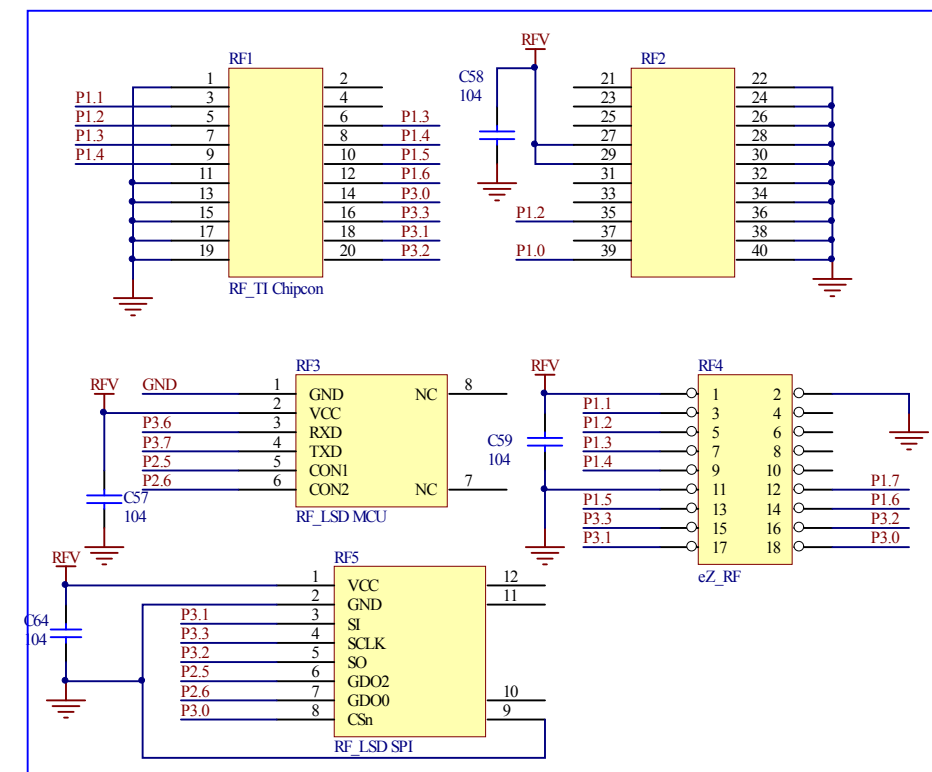 RF1
1 2
P1.1 3 4
P1.2 5 6 P1.3
P1.3 7 8 P1.4
P1.4 9 10 P1.5
11 12 P1.6
13 14 P3.0
15 16 P3.3
17 18 P3.1
19 20 P3.2
RF_TI Chipcon
RFV
C58
104
RF2
21 22
23 24
25 26
27 28
29 30
31 32
33 34
P1.2 35 36
37 38
P1.0 39 40
RF3
RFV
GND 1 GND NC 8
2 VCC
P3.6 3 RXD
P3.7 4 TXD
P2.5 5 CON1
P2.6 6 CON2 NC 7
C57
104
RF_LSD MCU
RFV
RF4
1 2
P1.1 3 4
P1.2 5 6
P1.3 7 8
P1.4 9 10
11 12 P1.7
P1.5 13 14 P1.6
P3.3 15 16 P3.2
P3.1 17 18 P3.0
C59
104
eZ_RF
RFV
RF5
1 VCC 12
2 GND 11
P3.1 3 SI
P3.3 4 SCLK
P3.2 5 SO
P2.5 6 GDO2
P2.6 7 GDO0 10
P3.0 8 CSn 9
C64
104
RF_LSD SPI